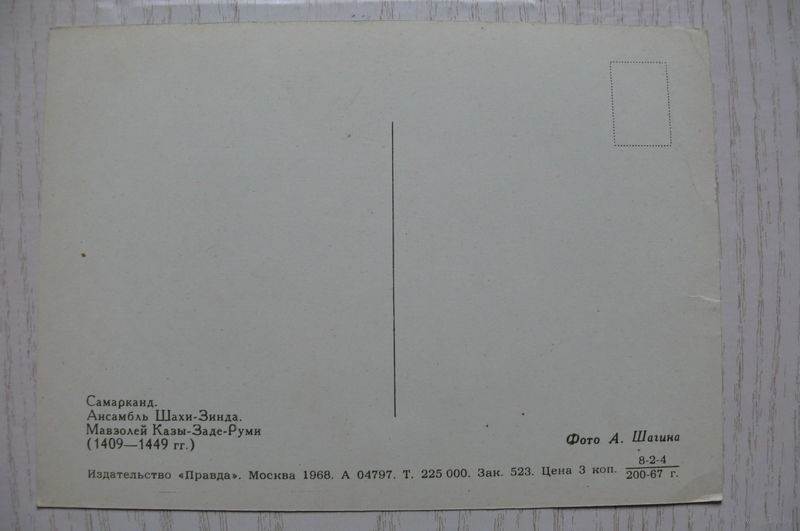 Самарканд.
Ансамбль Шахи-Зинда.
Мавзолей Казы-Заде-Руми
(1409—1449 гг.)
Фото А. Шагина
Издательство «Правда». Москва 1968. А 04797. Т. 225 000. Зак. 523. Цена 3 коп.
8-2-4
200-67 г.